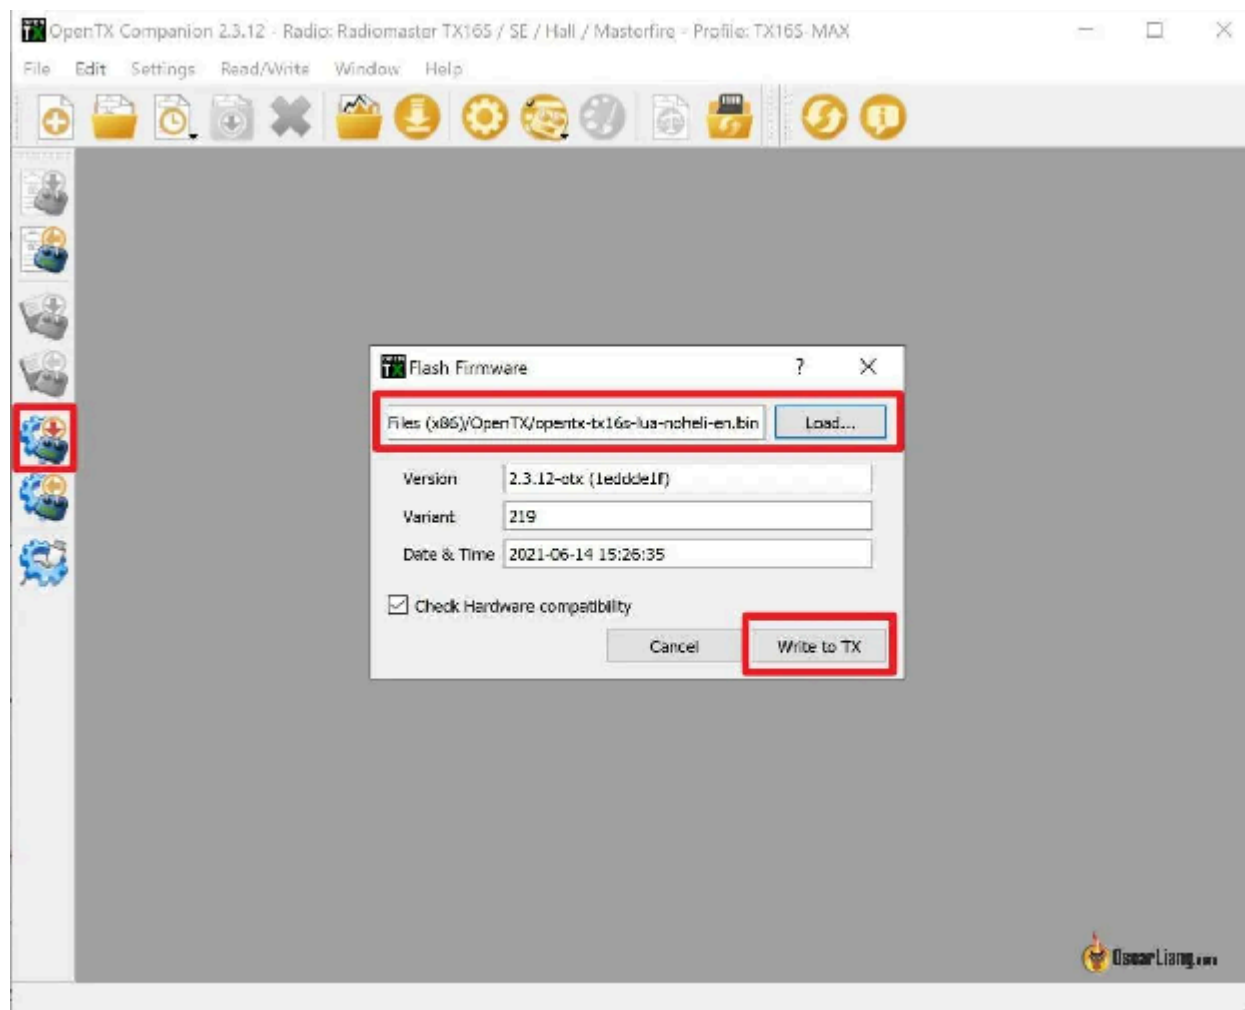 OpenTX Companion 2.3.12 - Radio: Radiomaster TX16S / SE / Hall / Masterfire - Profile: TX16S-MAX
File Edit Settings Read/Write Window Help
Flash Firmware
Files (x86)/OpenTX/opentx-tx16s-lua-noheli-en.bin Load...
Version 2.3.12-otx (1eddde1f)
Variant 219
Date & Time 2021-06-14 15:26:35
Check Hardware compatibility
Cancel Write to TX
OscarLiang.com